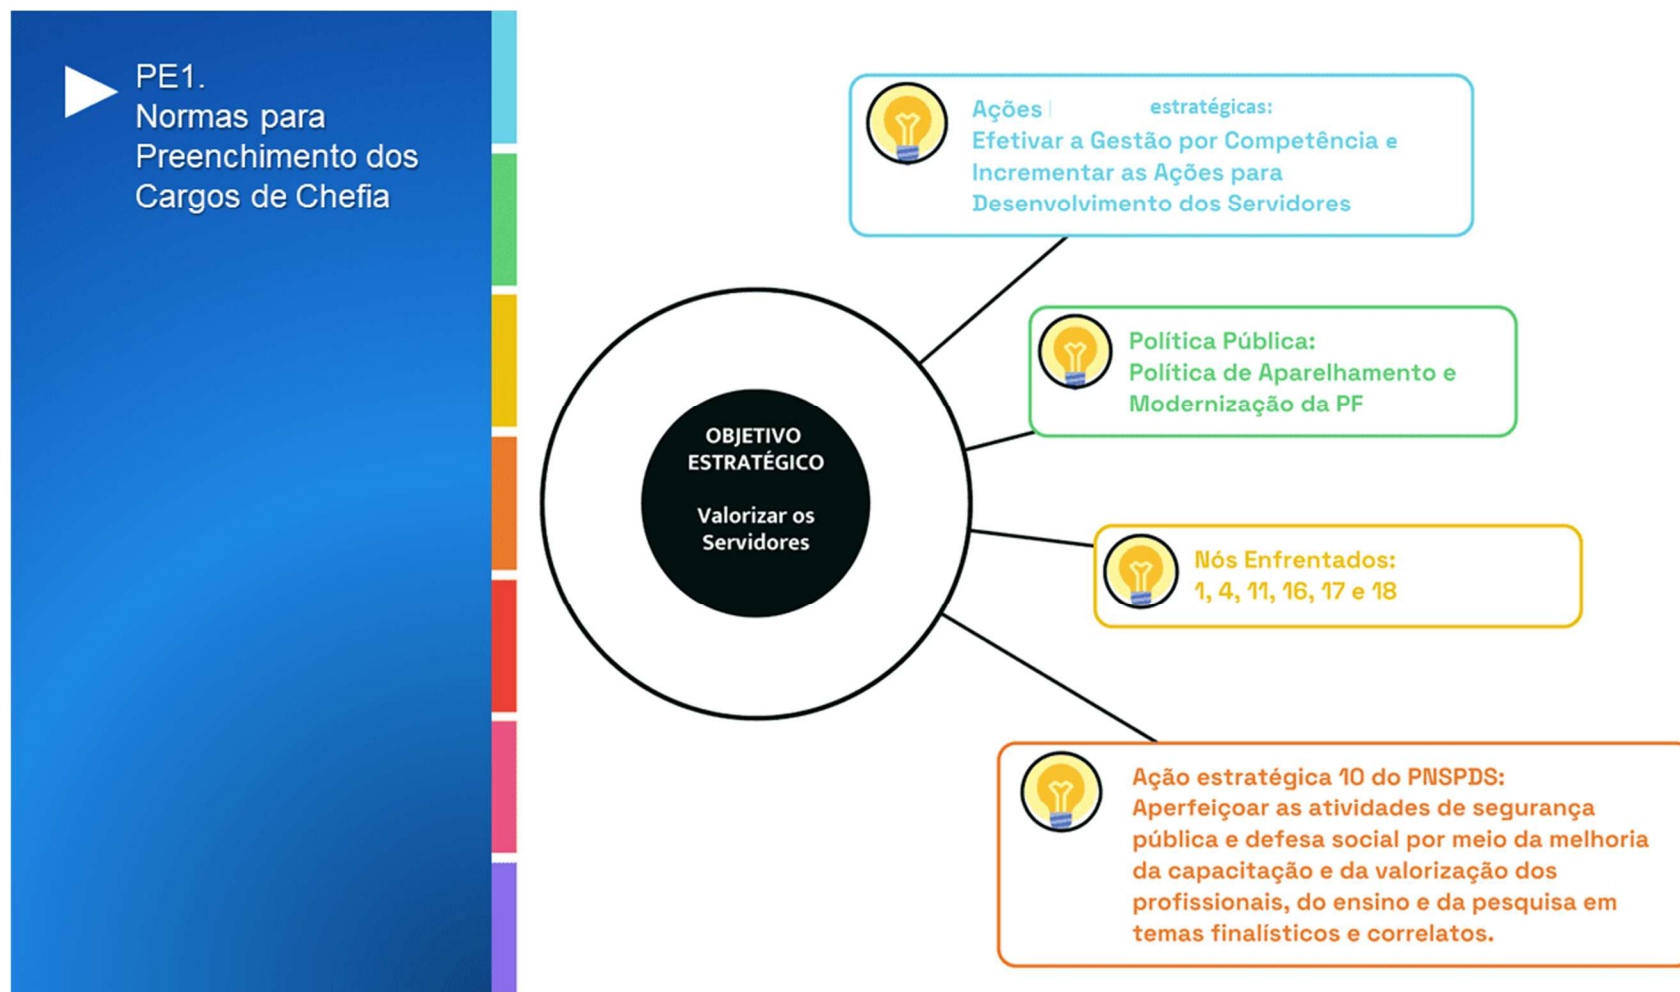 PE1.
Normas para
Preenchimento dos
Cargos de Chefia
Ações estratégicas:
Efetivar a Gestão por Competência e
Incrementar as Ações para
Desenvolvimento dos Servidores
Política Pública:
Política de Aparelhamento e
Modernização da PF
OBJETIVO
ESTRATÉGICO
Valorizar os
Servidores
Nós Enfrentados:
1, 4, 11, 16, 17 e 18
Ação estratégica 10 do PNSPDS:
Aperfeiçoar as atividades de segurança
pública e defesa social por meio da melhoria
da capacitação e da valorização dos
profissionais, do ensino e da pesquisa em
temas finalísticos e correlatos.